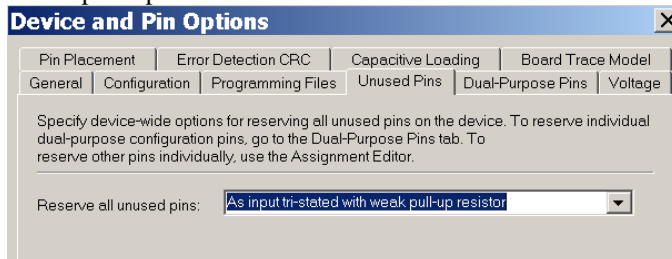 Device and Pin Options
Pin Placement Error Detection CRC Capacitive Loading Board Trace Model
General Configuration Programming Files Unused Pins Dual-Purpose Pins Voltage
Specify device-wide options for reserving all unused pins on the device. To reserve individual
dual-purpose configuration pins, go to the Dual-Purpose Pins tab. To
reserve other pins individually, use the Assignment Editor.
Reserve all unused pins: As input tri-stated with weak pull-up resistor